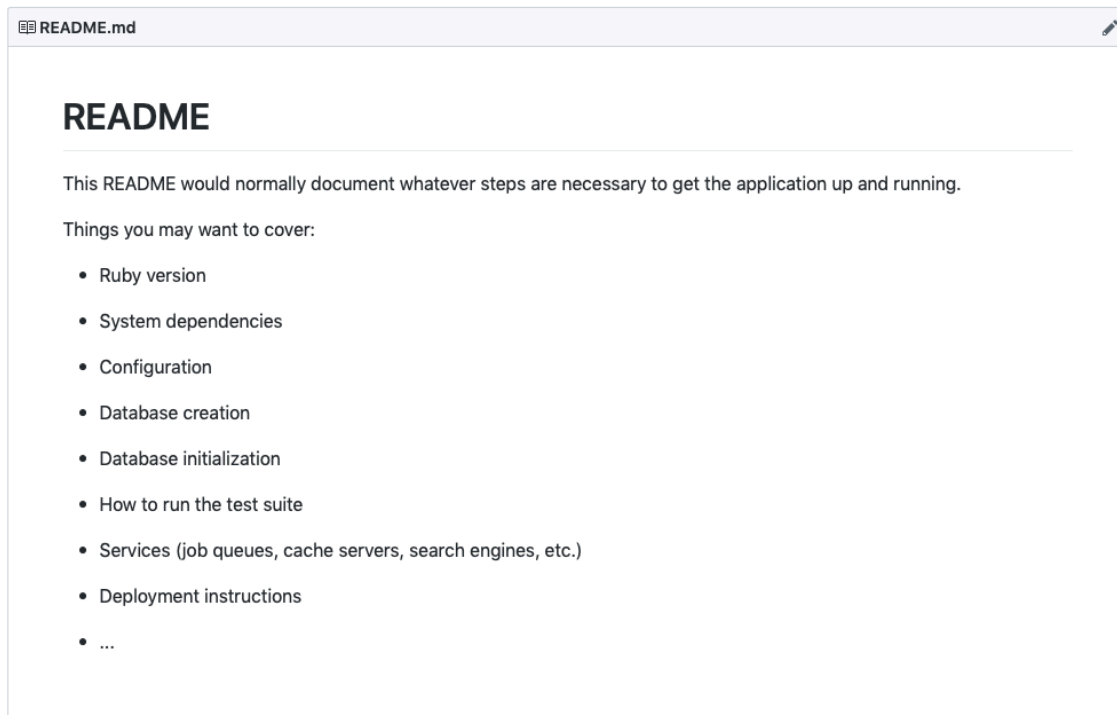 README.md
README
This README would normally document whatever steps are necessary to get the application up and running.
Things you may want to cover:
• Ruby version
• System dependencies
• Configuration
• Database creation
• Database initialization
• How to run the test suite
• Services (job queues, cache servers, search engines, etc.)
• Deployment instructions
• ...